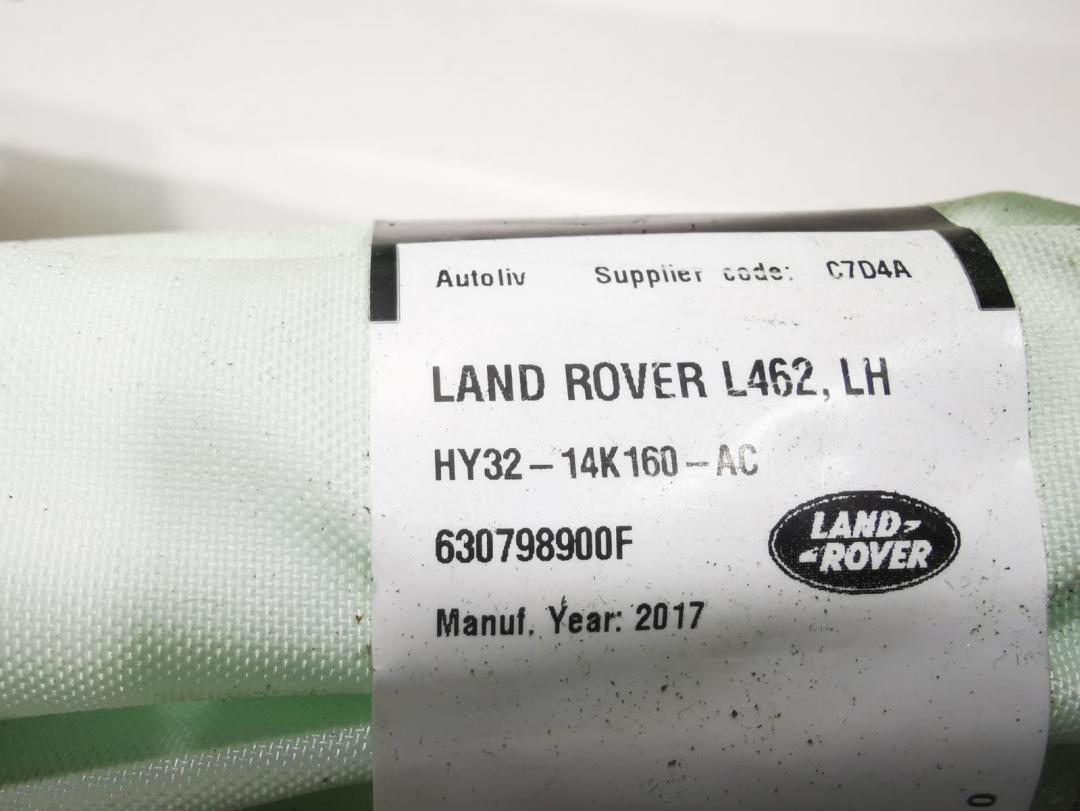 Autoliv Supplier code: C7D4A
LAND ROVER L462, LH
HY32-14K160-AC
630798900F
LAND-
-ROVER
Manuf. Year: 2017